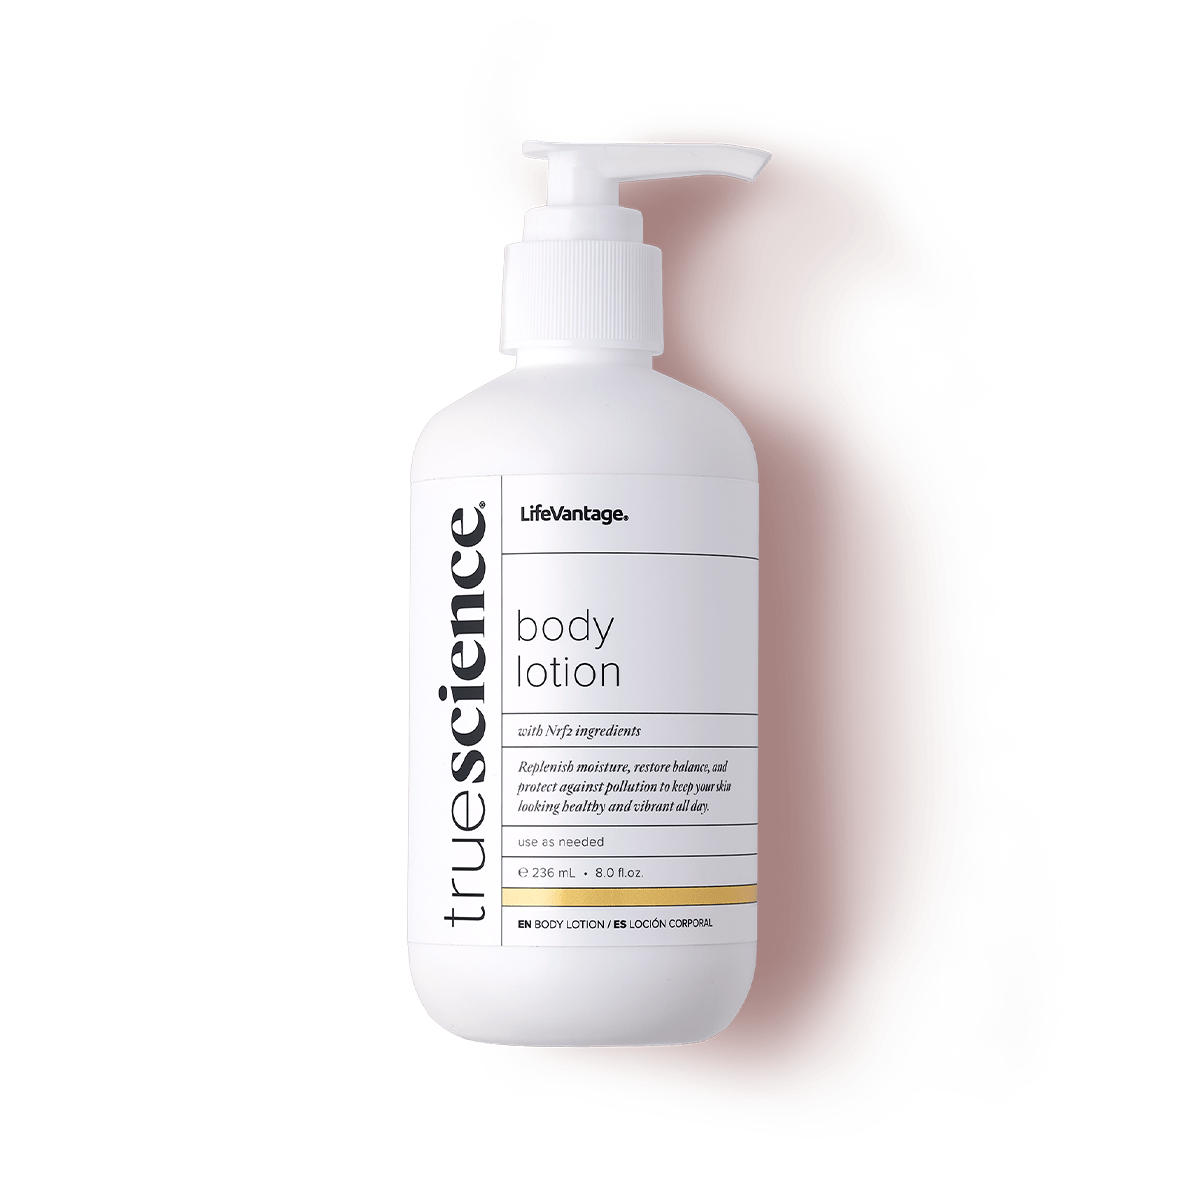 truescience®
LifeVantage®
body
lotion
with Nrf2 ingredients
Replenish moisture, restore balance, and
protect against pollution to keep your skin
looking healthy and vibrant all day.
use as needed
℮ 236 mL • 8.0 fl.oz.
EN BODY LOTION / ES LOCIÓN CORPORAL